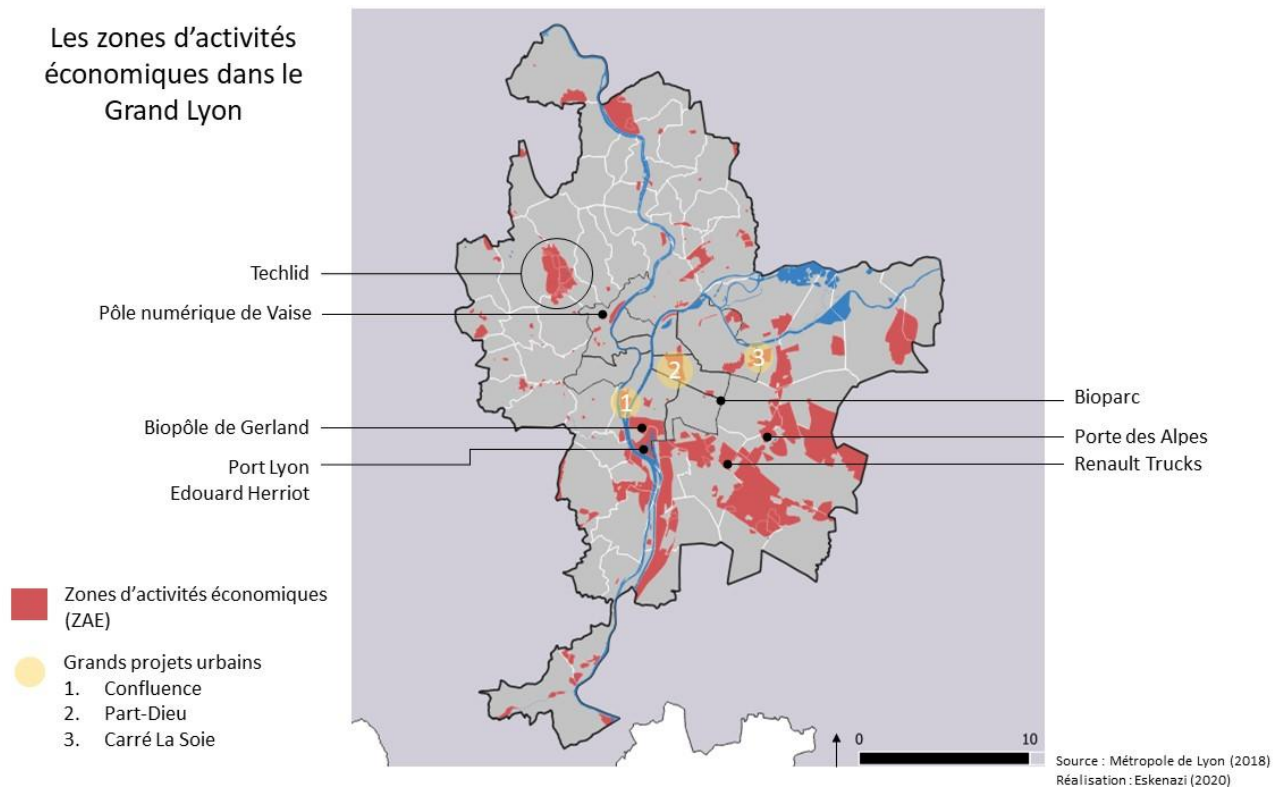 Les zones d'activités
économiques dans le
Grand Lyon
Techlid
Pôle numérique de Vaise
Biopôle de Gerland
Port Lyon
Edouard Herriot
1
2
3
Bioparc
Porte des Alpes
Renault Trucks
Zones d'activités économiques
(ZAE)
Grands projets urbains
1. Confluence
2. Part-Dieu
3. Carré La Soie
0 10
Source : Métropole de Lyon (2018)
Réalisation : Eskenazi (2020)